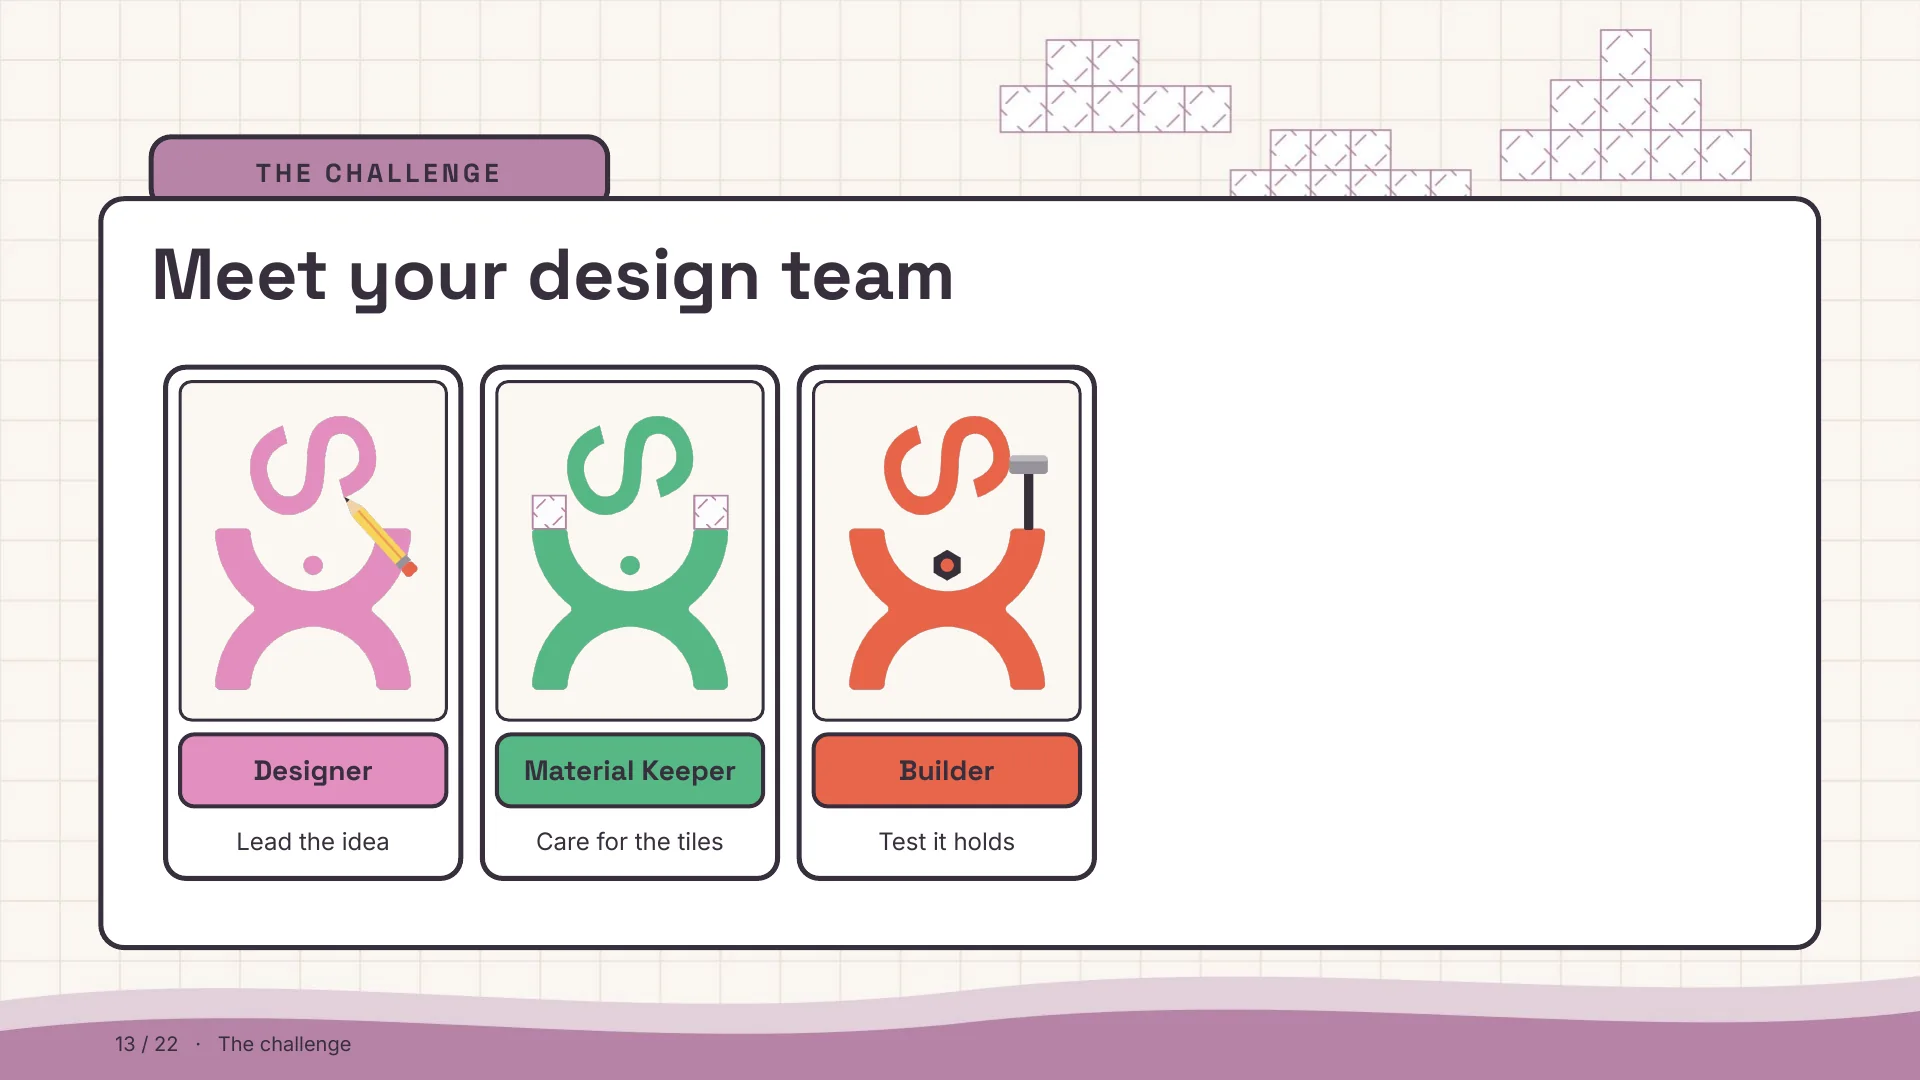 THE CHALLENGE
Meet your design team
Designer
Lead the idea
Material Keeper
Care for the tiles
Builder
Test it holds
13 / 22 · The challenge